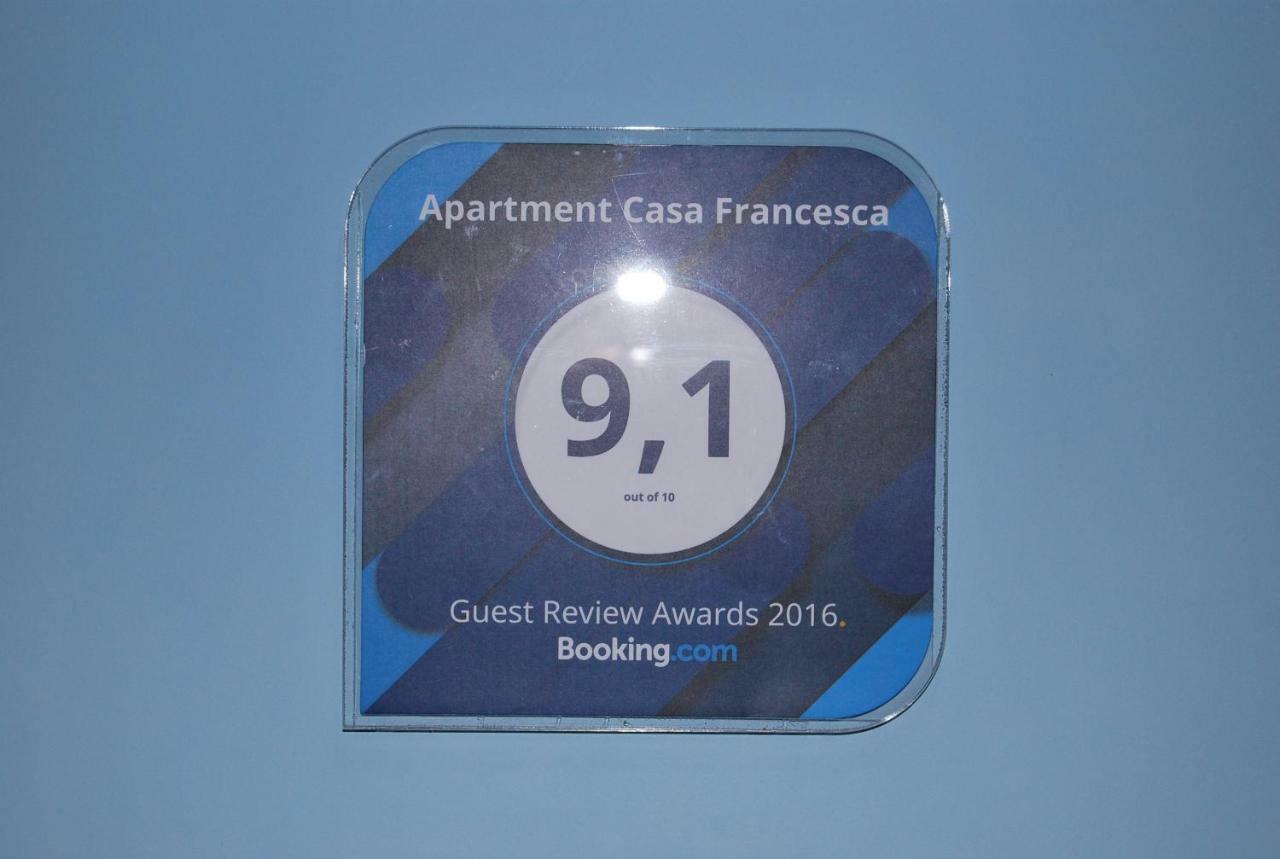 Apartment Casa Francesca
9,1
out of 10
Guest Review Awards 2016.
Booking.com